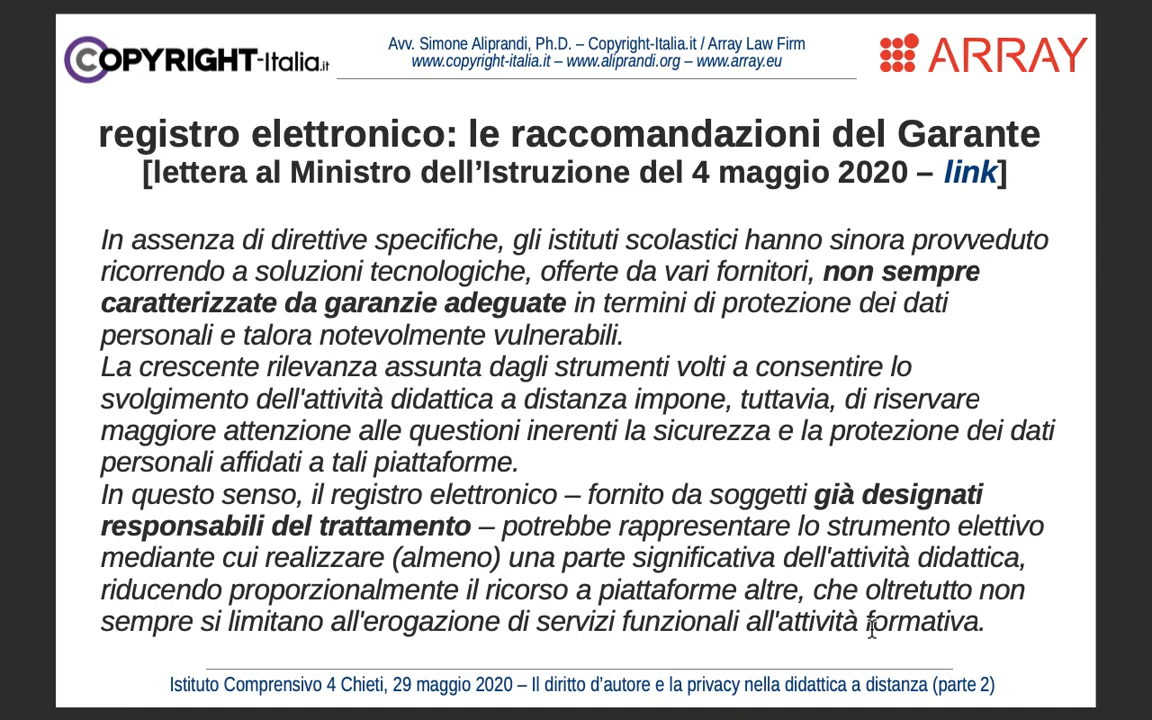 COPYRIGHT-Italia.it
Avv. Simone Aliprandi, Ph.D. – Copyright-Italia.it / Array Law Firm
www.copyright-italia.it – www.aliprandi.org – www.array.eu
ARRAY
registro elettronico: le raccomandazioni del Garante
[lettera al Ministro dell’Istruzione del 4 maggio 2020 – link]
In assenza di direttive specifiche, gli istituti scolastici hanno sinora provveduto
ricorrendo a soluzioni tecnologiche, offerte da vari fornitori, non sempre
caratterizzate da garanzie adeguate in termini di protezione dei dati
personali e talora notevolmente vulnerabili.
La crescente rilevanza assunta dagli strumenti volti a consentire lo
svolgimento dell'attività didattica a distanza impone, tuttavia, di riservare
maggiore attenzione alle questioni inerenti la sicurezza e la protezione dei dati
personali affidati a tali piattaforme.
In questo senso, il registro elettronico – fornito da soggetti già designati
responsabili del trattamento – potrebbe rappresentare lo strumento elettivo
mediante cui realizzare (almeno) una parte significativa dell'attività didattica,
riducendo proporzionalmente il ricorso a piattaforme altre, che oltretutto non
sempre si limitano all'erogazione di servizi funzionali all'attività formativa.
Istituto Comprensivo 4 Chieti, 29 maggio 2020 – Il diritto d’autore e la privacy nella didattica a distanza (parte 2)